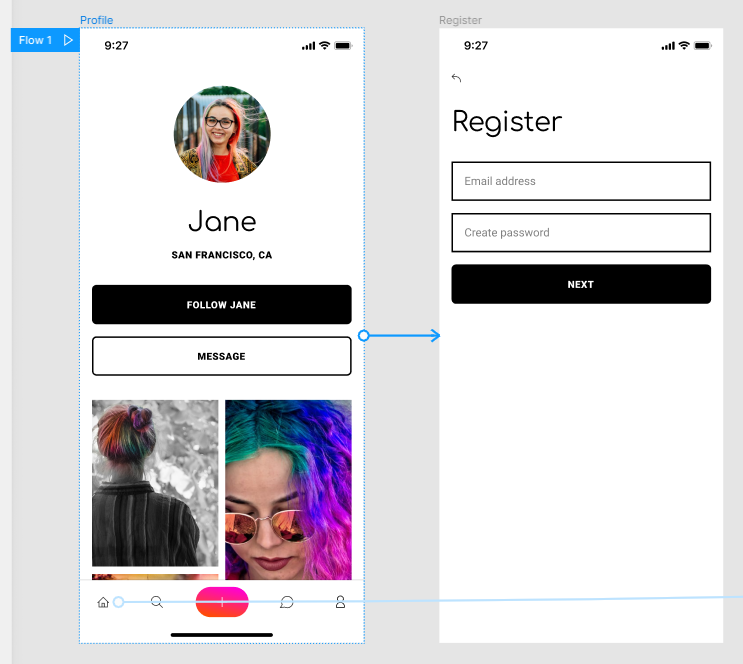 Profile
Register
Flow 1
9:27
Jane
SAN FRANCISCO, CA
FOLLOW JANE
MESSAGE
9:27
Register
Email address
Create password
NEXT